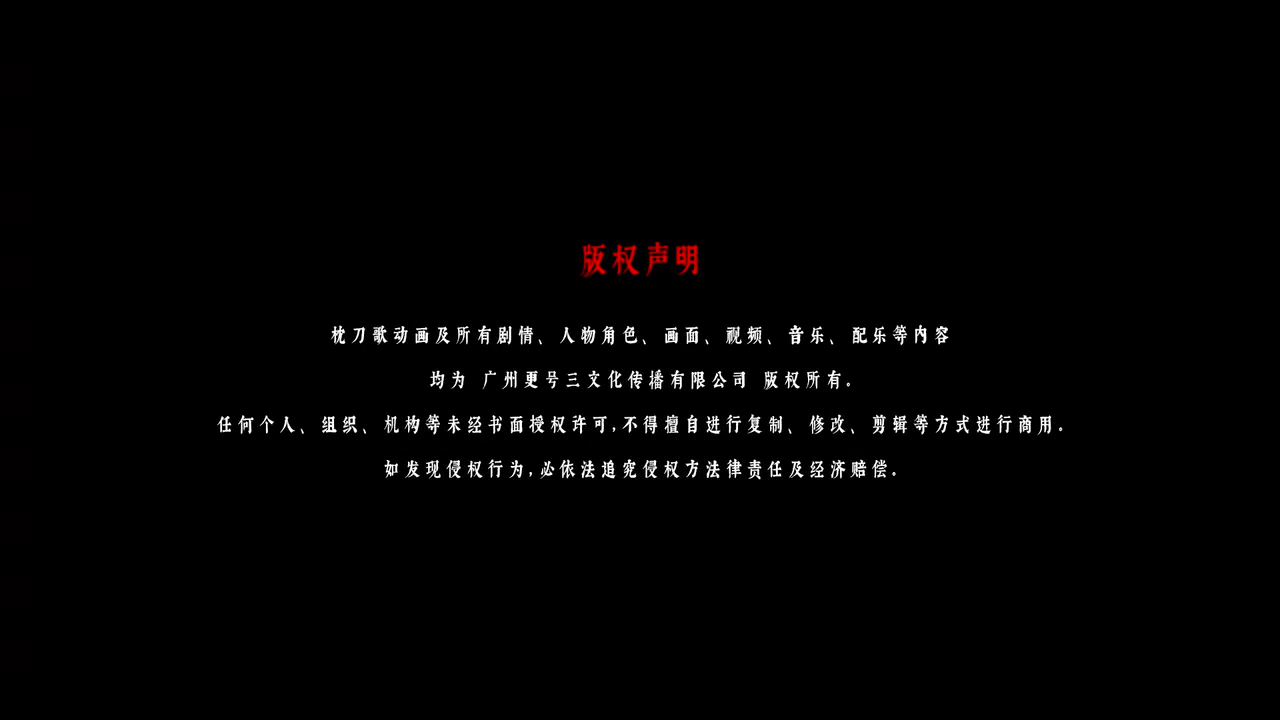 版权声明
枕刀歌动画及所有剧情、人物角色、画面、视频、音乐、配乐等内容
均为 广州更号三文化传播有限公司 版权所有。
任何个人、组织、机构等未经书面授权许可,不得擅自进行复制、修改、剪辑等方式进行商用。
如发现侵权行为,必依法追究侵权方法律责任及经济赔偿。